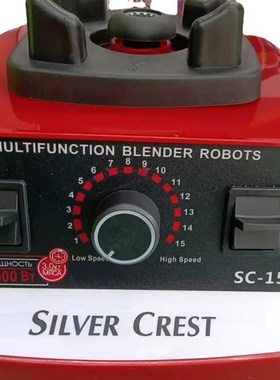 MULTIFUNCTION BLENDER ROBOTS
1 2 3 4 5 6 7 8 9 10 11 12 13 14 15
Low Speed High Speed
МЯСА
SC-15
SILVER CREST